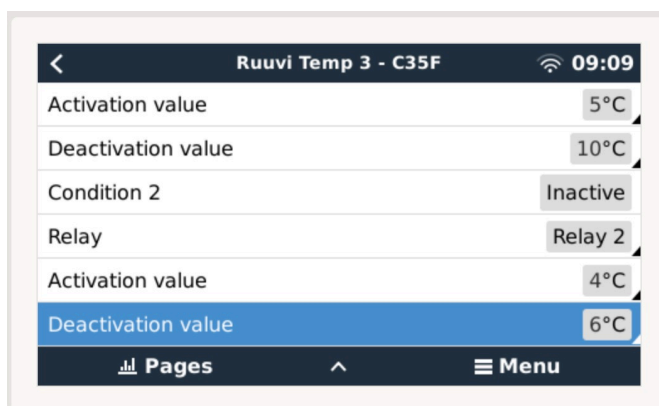 Ruuvi Temp 3 - C35F 09:09
Activation value 5°C
Deactivation value 10°C
Condition 2 Inactive
Relay Relay 2
Activation value 4°C
Deactivation value 6°C
Pages Menu